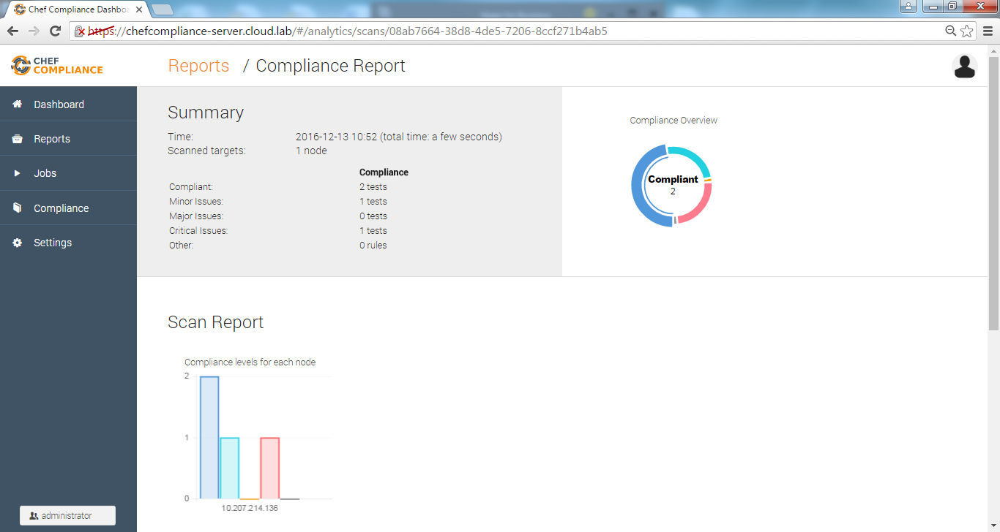 Chef Compliance Dashbo
https://chefcompliance-server.cloud.lab/#/analytics/scans/08ab7664-38d8-4de5-7206-8ccf271b4ab5
CHEF
COMPLIANCE
Reports / Compliance Report
Dashboard
Reports
Jobs
Compliance
Settings
administrator
Summary
Time: 2016-12-13 10:52 (total time: a few seconds)
Scanned targets: 1 node
Compliance
Compliant: 2 tests
Minor Issues: 1 tests
Major Issues: 0 tests
Critical Issues: 1 tests
Other: 0 rules
Compliance Overview
Compliant
2
Scan Report
Compliance levels for each node
2
1
0
10.207.214.136